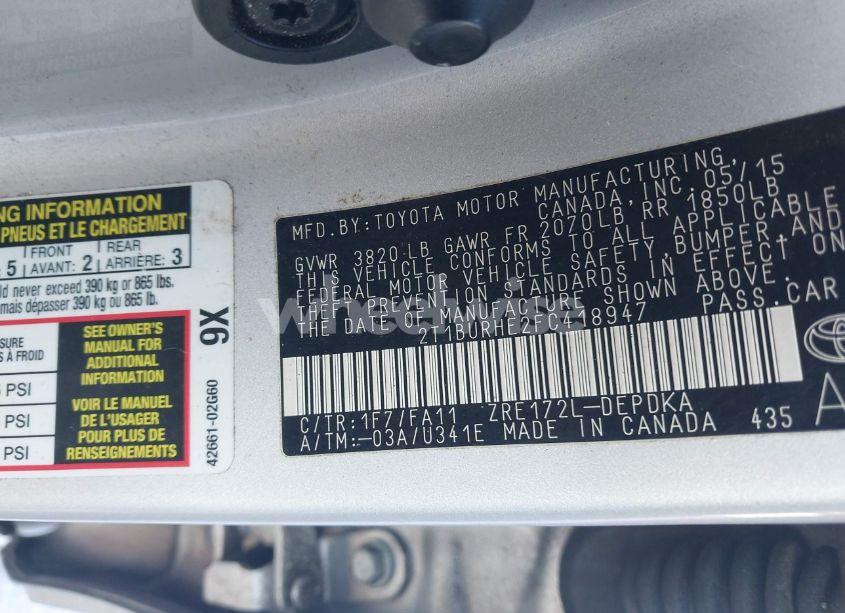 NG INFORMATION
PNEUS ET LE CHARGEMENT
5 FRONT AVANT: 2 REAR ARRIÈRE: 3
ld never exceed 390 kg or 865 lbs.
mais dépasser 390 kg ou 865 lb.
SURE
S À FROID
PSI
PSI
PSI
SEE OWNER'S
MANUAL FOR
ADDITIONAL
INFORMATION
VOIR LE MANUEL
DE L'USAGER
POUR PLUS DE
RENSEIGNEMENTS
9X
42661-02G60
MFD.BY:TOYOTA MOTOR MANUFACTURING,
CANADA, INC. 05/15
GVWR 3820 LB GAWR FR 2070LB, RR 1850LB
THIS VEHICLE CONFORMS TO ALL APPLICABLE
FEDERAL MOTOR VEHICLE SAFETY, BUMPER, AND
THEFT PREVENTION STANDARDS IN EFFECT ON
THE DATE OF MANUFACTURE SHOWN ABOVE.
PASS.CAR
C/TR:1F7/FA11 ZRE172L-DEPDKA
A/TM:-03A/U341E MADE IN CANADA 435
A
wheelwise